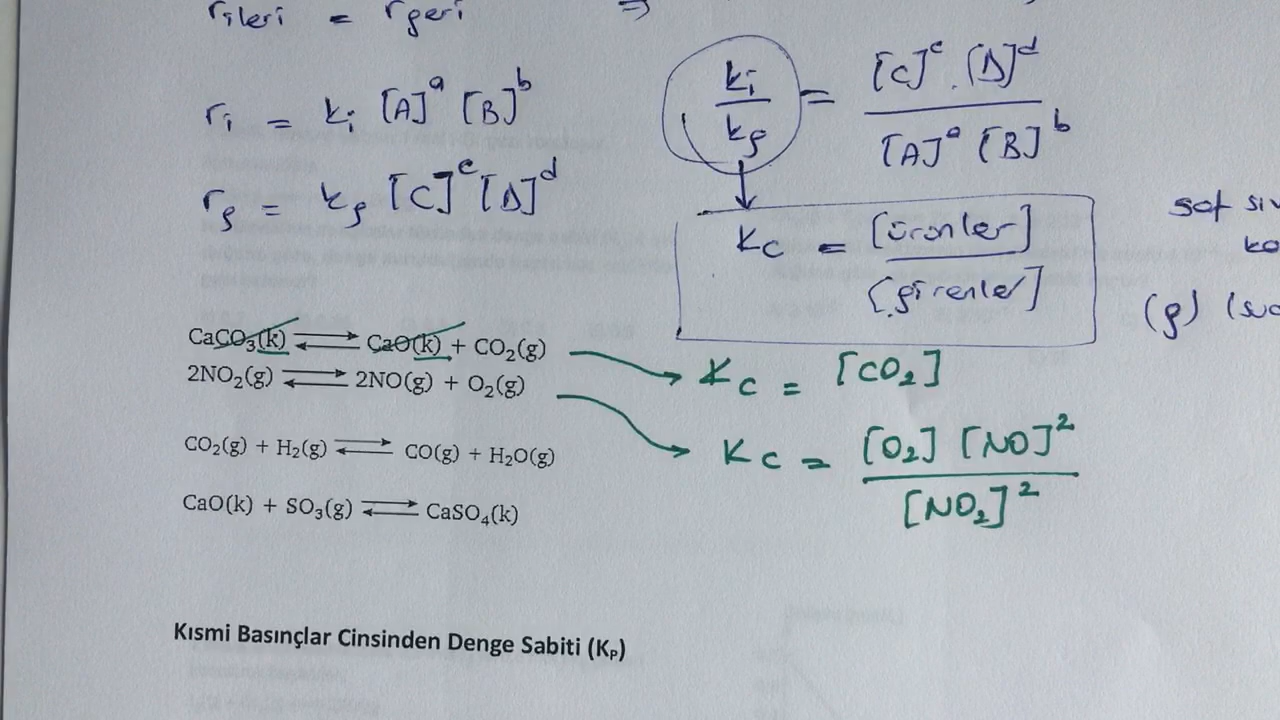 rileri = rgeri ⇒
ri = ki [A]^a [B]^b
rg = kg [C]^c [D]^d
ki/kg = [C]^c . [D]^d / [A]^a [B]^b
Kc = [ürünler] / [girenler]
saf
(g) (suda
CaCO₃(k) ⇌ CaO(k) + CO₂(g)
Kc = [CO₂]
2NO₂(g) ⇌ 2NO(g) + O₂(g)
Kc = [O₂] [NO]² / [NO₂]²
CO₂(g) + H₂(g) ⇌ CO(g) + H₂O(g)
CaO(k) + SO₃(g) ⇌ CaSO₄(k)
Kısmi Basınçlar Cinsinden Denge Sabiti (Kₚ)